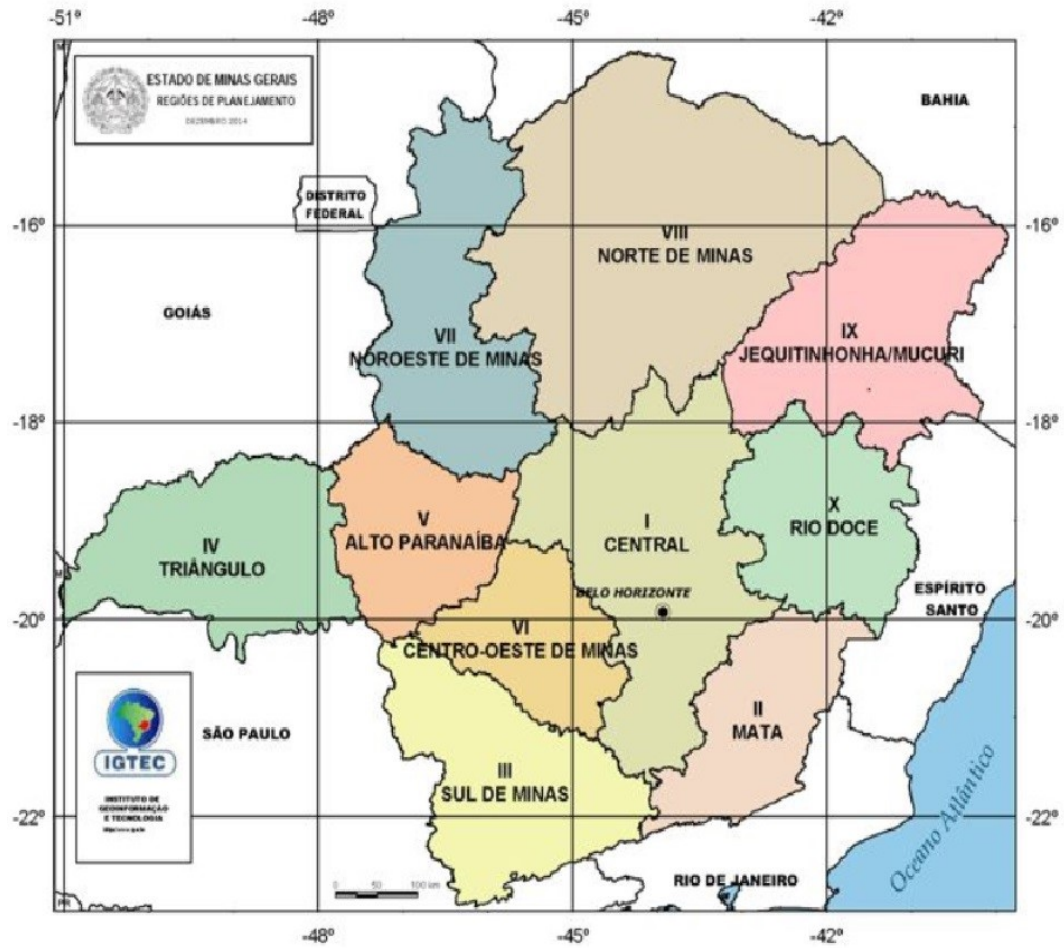 -51º
-48º
-45º
-42º
ESTADO DE MINAS GERAIS
REGIÕES DE PLANEJAMENTO
DEZEMBRO 2014
BAHIA
DISTRITO
FEDERAL
-16º
-16º
VIII
NORTE DE MINAS
GOIÁS
VII
NOROESTE DE MINAS
IX
JEQUITINHONHA/MUCURI
-18º
-18º
V
ALTO PARANAÍBA
I
CENTRAL
X
RIO DOCE
IV
TRIÂNGULO
BELO HORIZONTE
ESPÍRITO
SANTO
-20º
-20º
VI
CENTRO-OESTE DE MINAS
SÃO PAULO
II
MATA
IGTEC
INSTITUTO DE
GEOINFORMAÇÃO
E TECNOLOGIA
III
SUL DE MINAS
-22º
-22º
Oceano Atlântico
0 50 100 km
RIO DE JANEIRO
-48º
-45º
-42º